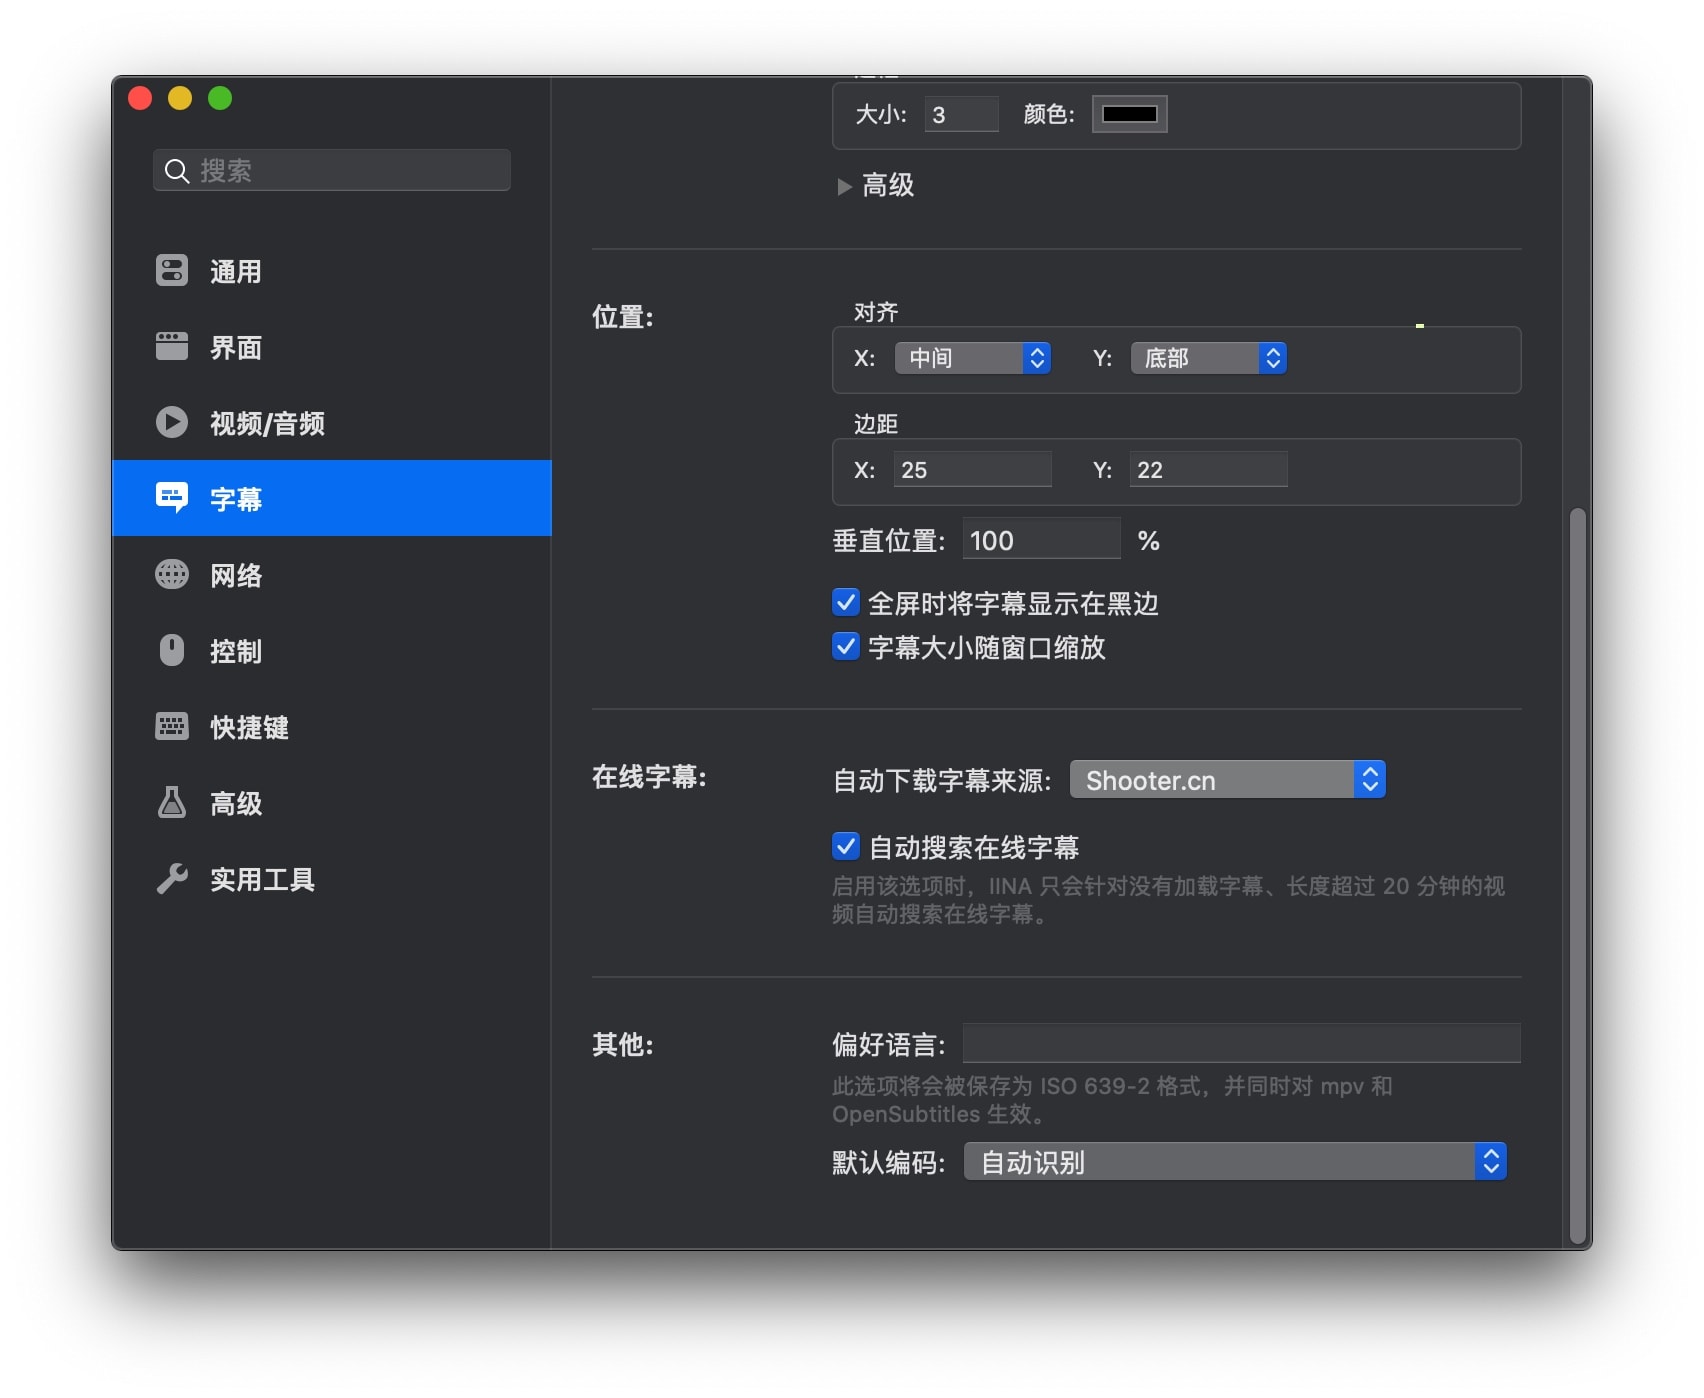 搜索
通用
界面
视频/音频
字幕
网络
控制
快捷键
高级
实用工具
大小: 3 颜色:
高级
位置:
对齐
X: 中间 Y: 底部
边距
X: 25 Y: 22
垂直位置: 100 %
全屏时将字幕显示在黑边
字幕大小随窗口缩放
在线字幕:
自动下载字幕来源: Shooter.cn
自动搜索在线字幕
启用该选项时，IINA 只会针对没有加载字幕、长度超过 20 分钟的视
频自动搜索在线字幕。
其他:
偏好语言:
此选项将会被保存为 ISO 639-2 格式，并同时对 mpv 和
OpenSubtitles 生效。
默认编码: 自动识别